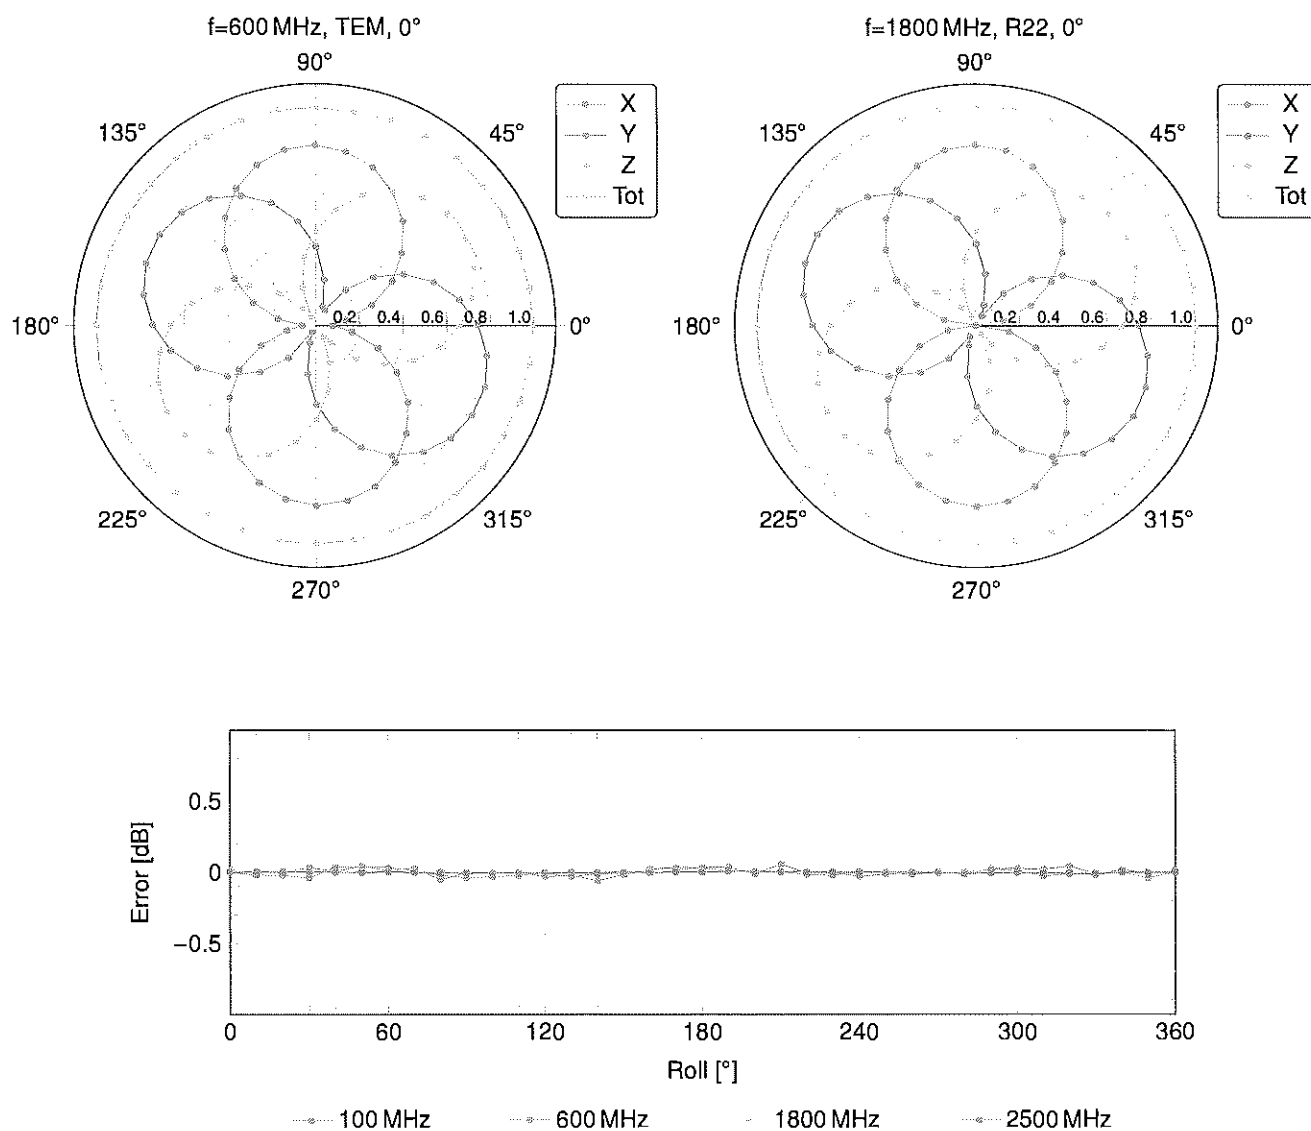 f=600 MHz, TEM, 0°
90°
135°
45°
180°
0.2 0.4 0.6 0.8 1.0
0°
225°
315°
270°
X
Y
Z
Tot
f=1800 MHz, R22, 0°
90°
135°
45°
180°
0.2 0.4 0.6 0.8 1.0
0°
225°
315°
270°
X
Y
Z
Tot
Error [dB]
0.5
0
−0.5
0 60 120 180 240 300 360
Roll [°]
100 MHz 600 MHz 1800 MHz 2500 MHz